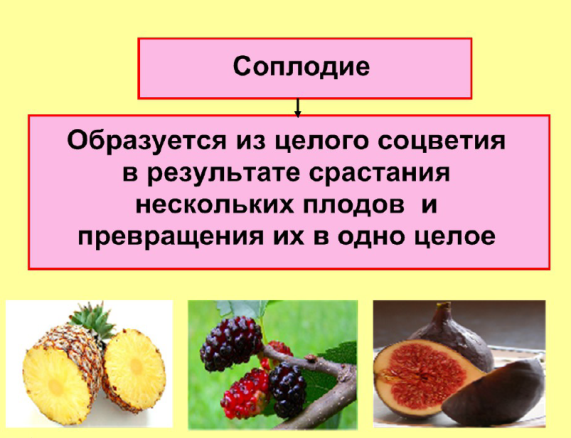 Соплодие
Образуется из целого соцветия
в результате срастания
нескольких плодов и
превращения их в одно целое